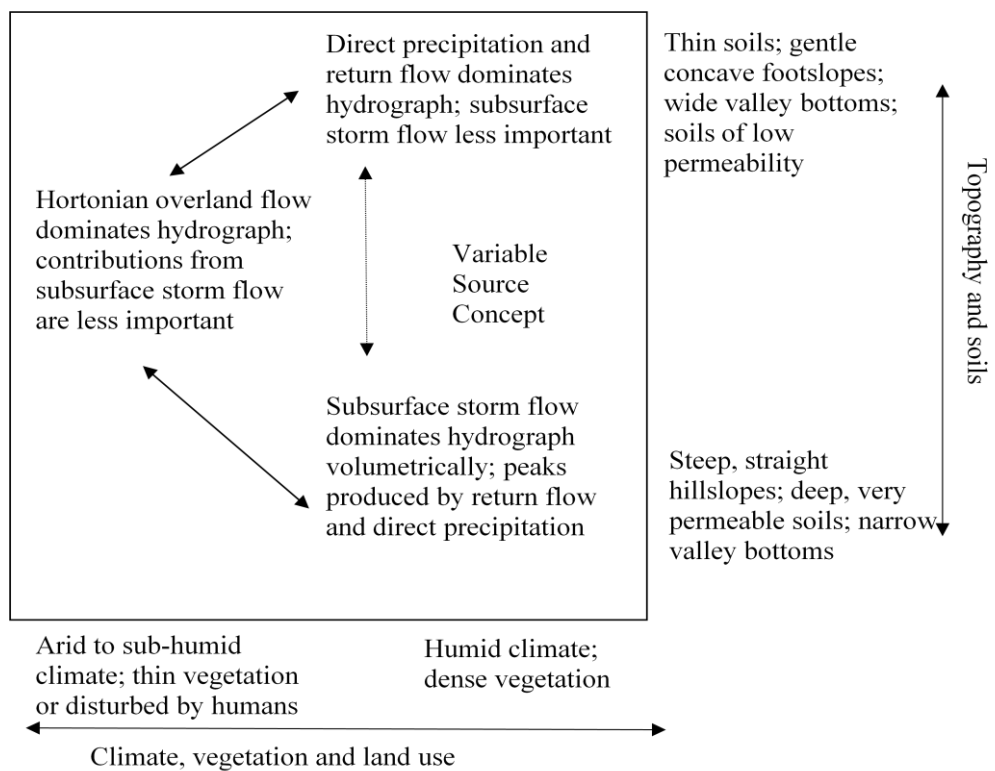 Direct precipitation and
return flow dominates
hydrograph; subsurface
storm flow less important
Thin soils; gentle
concave footslopes;
wide valley bottoms;
soils of low
permeability
Hortonian overland flow
dominates hydrograph;
contributions from
subsurface storm flow
are less important
Variable
Source
Concept
Topography and soils
Subsurface storm flow
dominates hydrograph
volumetrically; peaks
produced by return flow
and direct precipitation
Steep, straight
hillslopes; deep, very
permeable soils; narrow
valley bottoms
Arid to sub-humid
climate; thin vegetation
or disturbed by humans
Humid climate;
dense vegetation
Climate, vegetation and land use